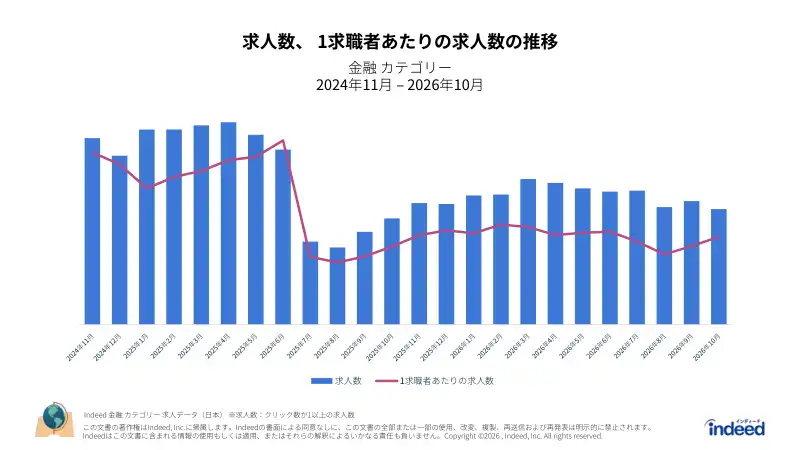 求人数、 1求職者あたりの求人数の推移
金融 カテゴリー
2024年11月 – 2026年10月
2024年11月
2024年12月
2025年1月
2025年2月
2025年3月
2025年4月
2025年5月
2025年6月
2025年7月
2025年8月
2025年9月
2025年10月
2025年11月
2025年12月
2026年1月
2026年2月
2026年3月
2026年4月
2026年5月
2026年6月
2026年7月
2026年8月
2026年9月
2026年10月
求人数
1求職者あたりの求人数
Indeed 金融 カテゴリー 求人データ（日本） ※求人数：クリック数が1以上の求人数
この文書の著作権はIndeed, Inc.に帰属します。Indeedの書面による同意なしに、この文書の全部または一部の使用、改変、複製、再送信および再発表は明示的に禁止されます。
Indeedはこの文書に含まれる情報の使用もしくは適用、またはそれらの解釈によるいかなる責任も負いません。Copyright ©2026 , Indeed, Inc. All rights reserved.
インディード
indeed